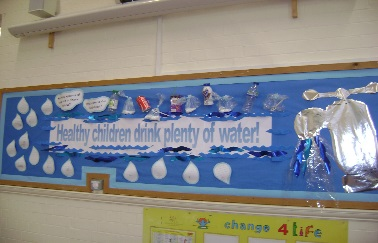 Healthy children drink plenty of water!
change 4 Life